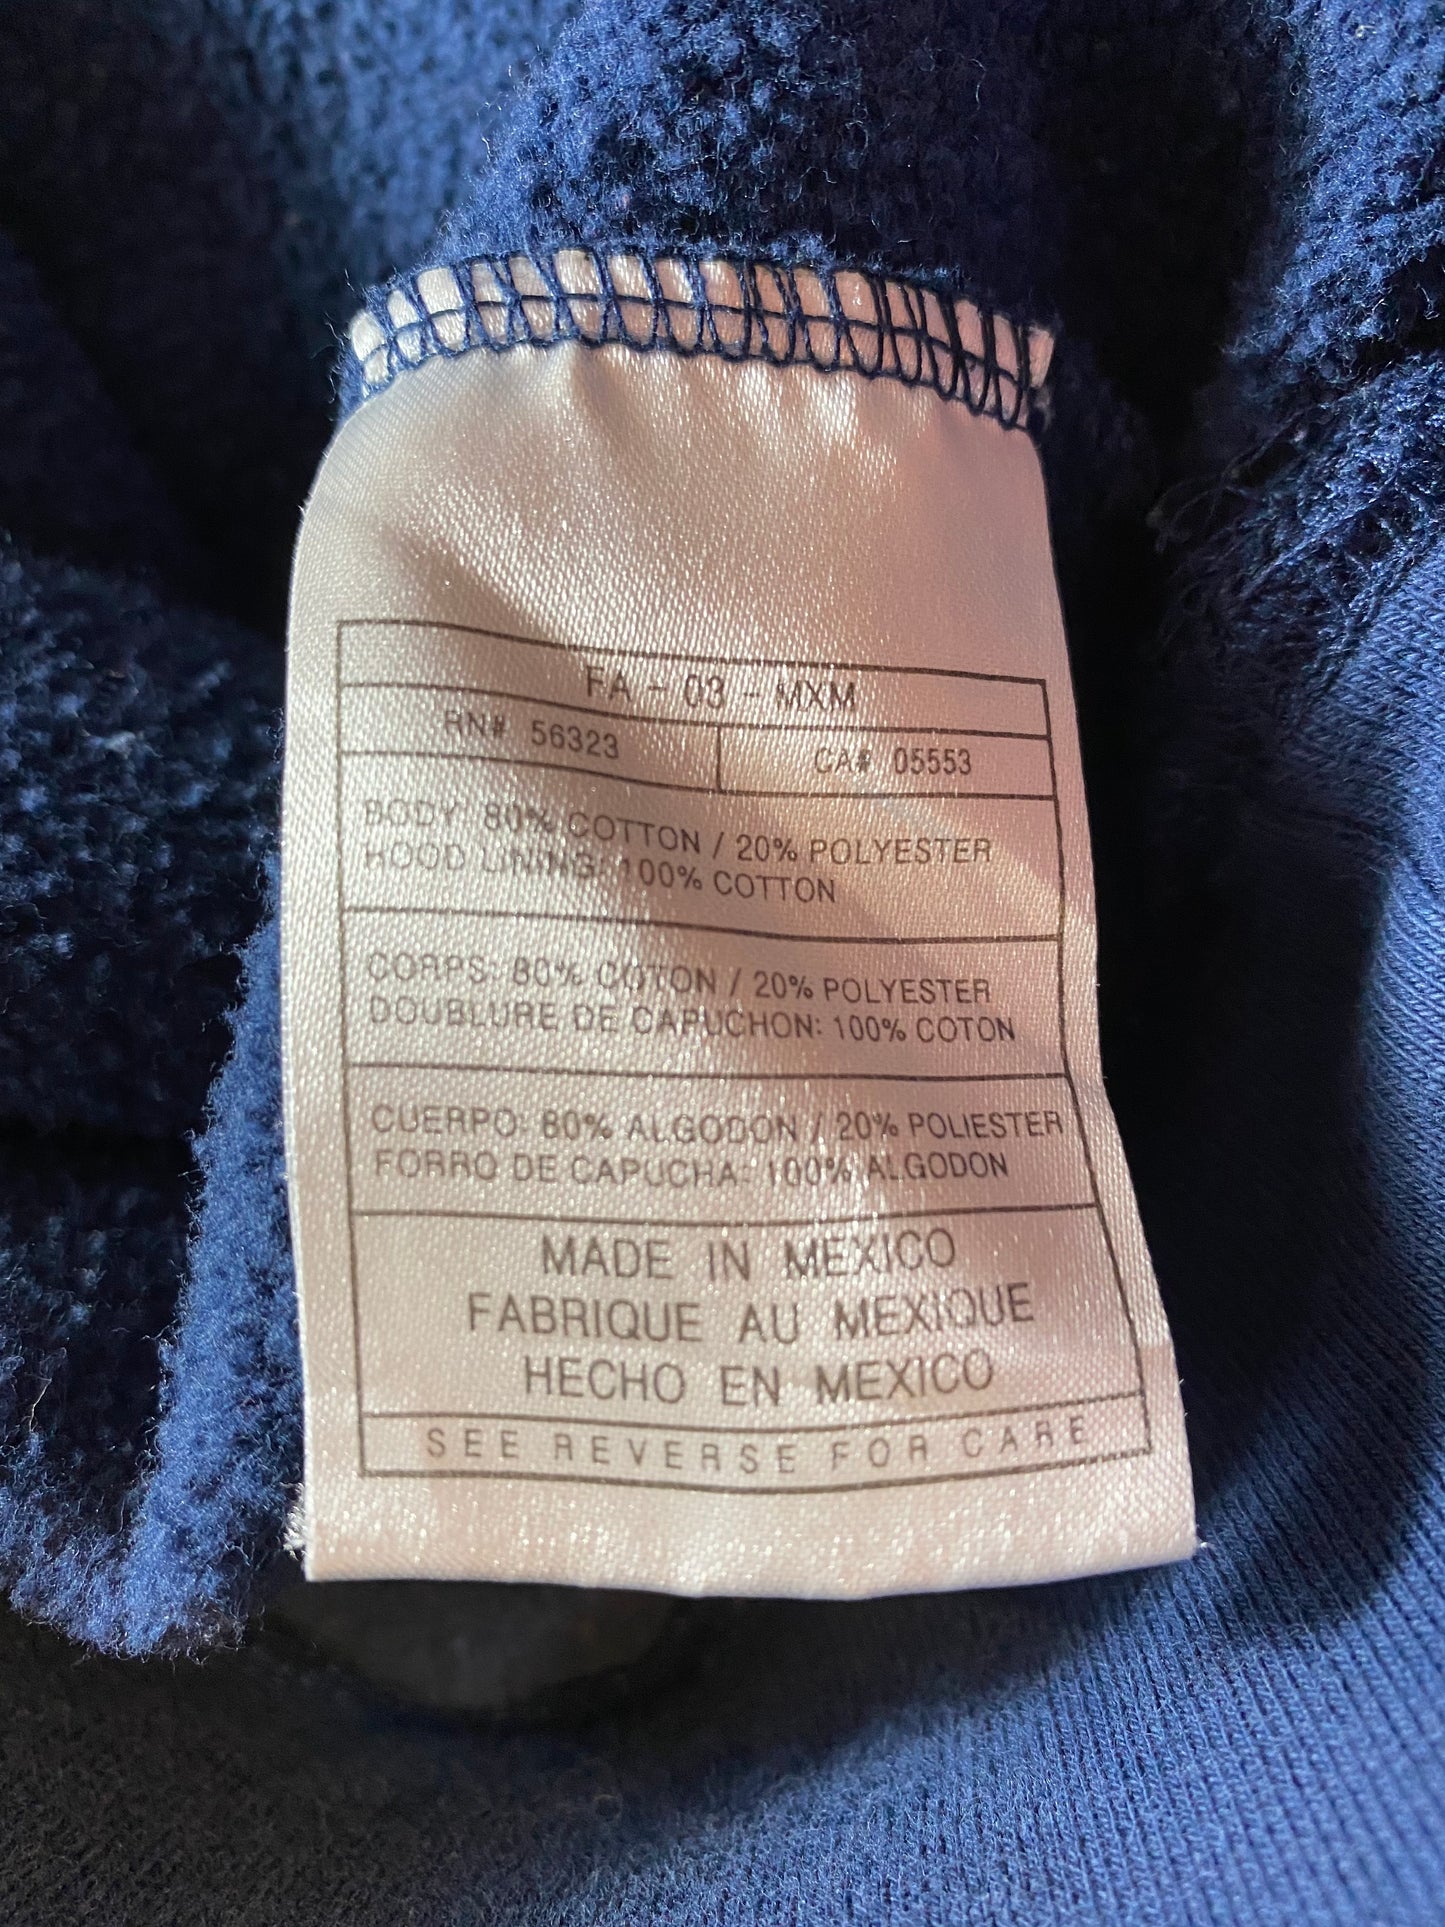 FA - 03 - MXM
RN# 56323 CA# 05553
BODY: 80% COTTON / 20% POLYESTER
HOOD LINING: 100% COTTON
CORPS: 80% COTON / 20% POLYESTER
DOUBLURE DE CAPUCHON: 100% COTON
CUERPO: 80% ALGODON / 20% POLIESTER
FORRO DE CAPUCHA: 100% ALGODON
MADE IN MEXICO
FABRIQUE AU MEXIQUE
HECHO EN MEXICO
SEE REVERSE FOR CARE